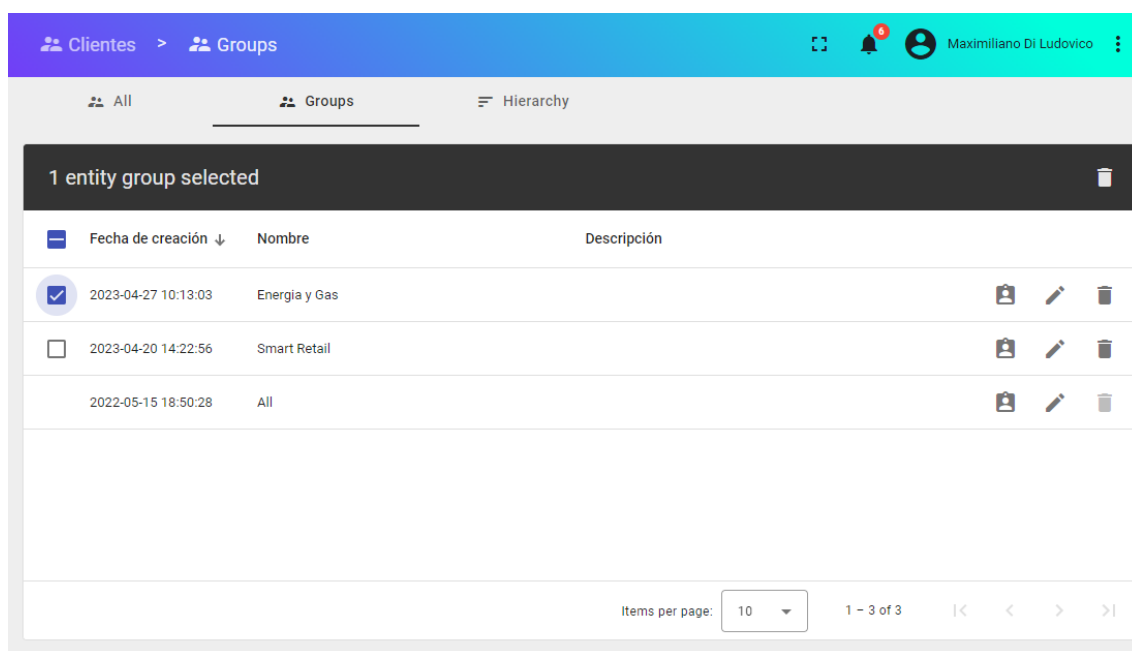 Clientes > Groups 6 Maximiliano Di Ludovico
All Groups Hierarchy
1 entity group selected
Fecha de creación Nombre Descripción
2023-04-27 10:13:03 Energia y Gas
2023-04-20 14:22:56 Smart Retail
2022-05-15 18:50:28 All
Items per page: 10 1 – 3 of 3